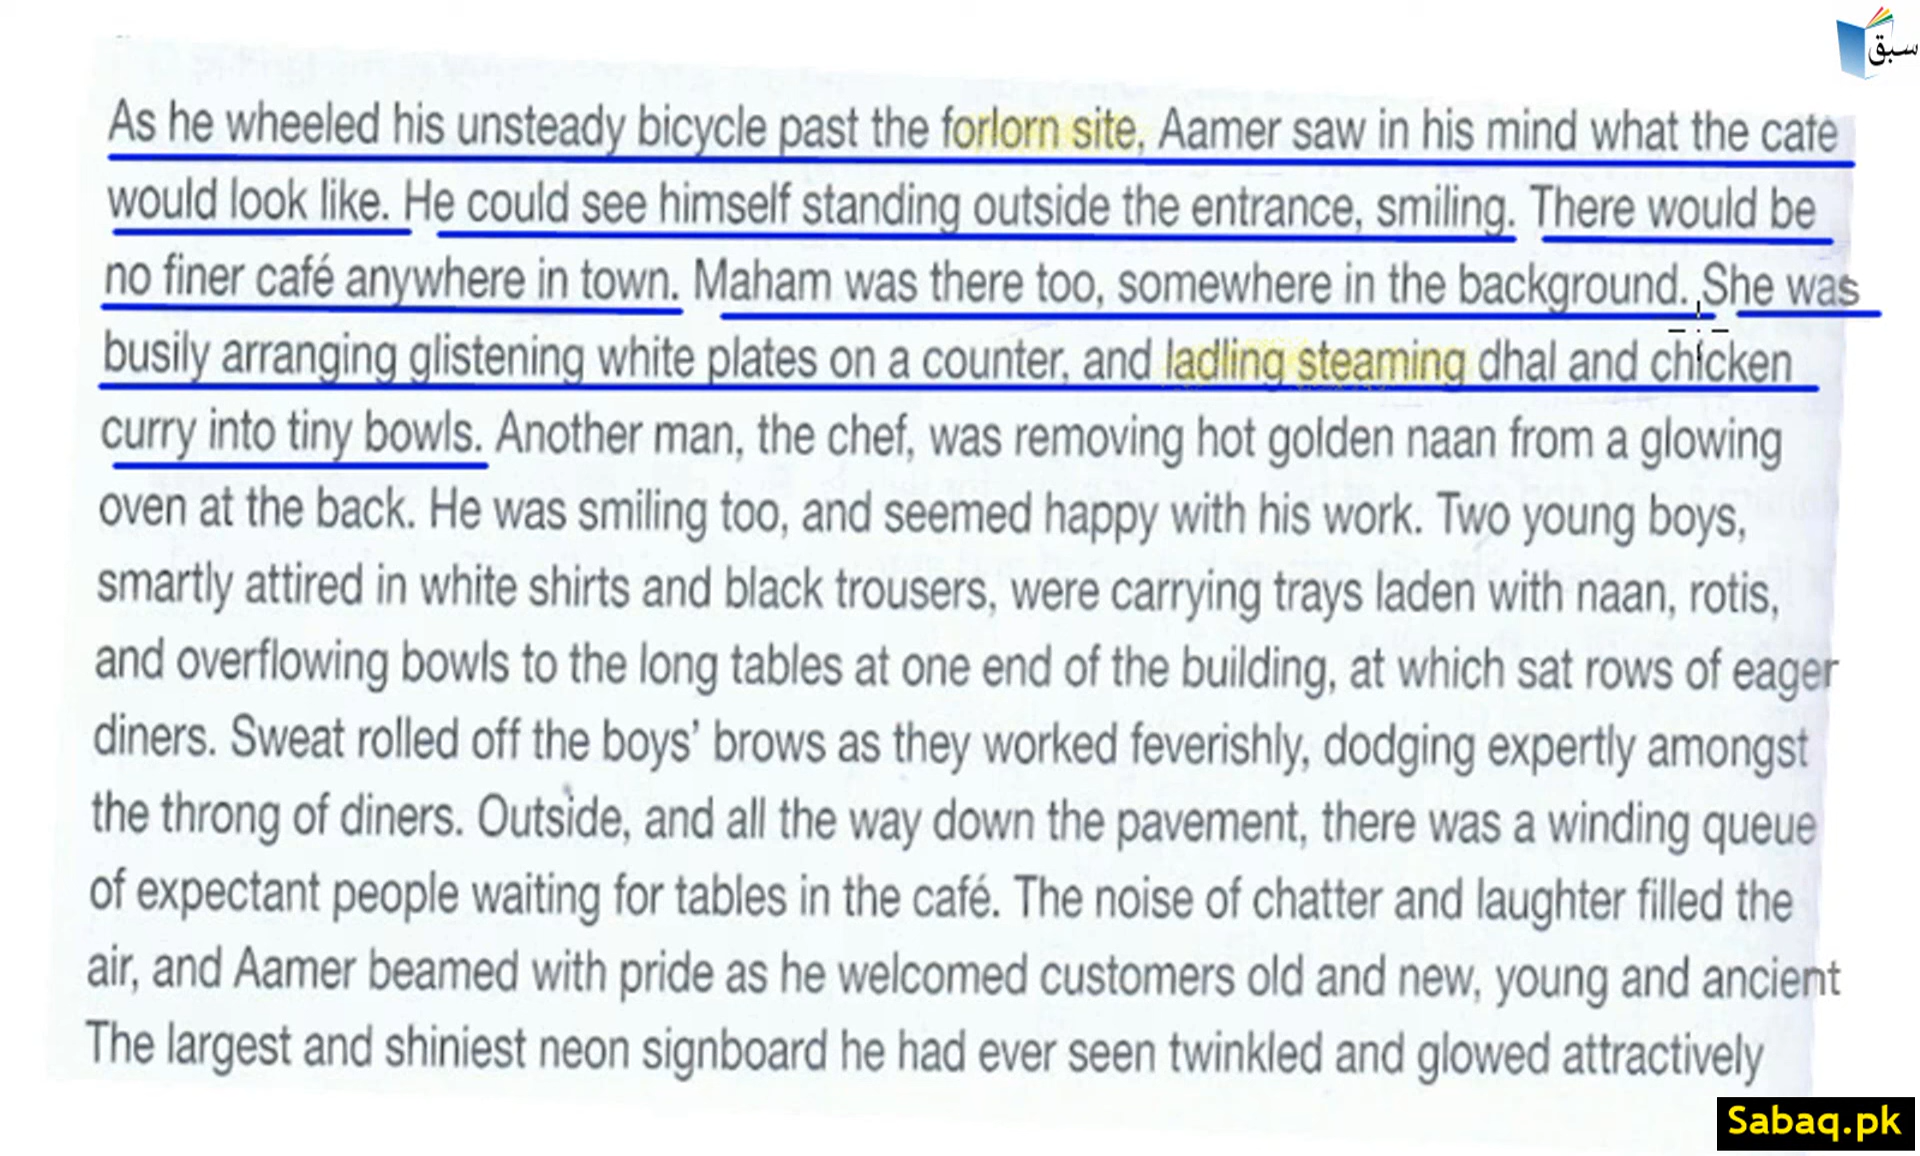 سبق
As he wheeled his unsteady bicycle past the forlorn site, Aamer saw in his mind what the café
would look like. He could see himself standing outside the entrance, smiling. There would be
no finer café anywhere in town. Maham was there too, somewhere in the background. She was
busily arranging glistening white plates on a counter, and ladling steaming dhal and chicken
curry into tiny bowls. Another man, the chef, was removing hot golden naan from a glowing
oven at the back. He was smiling too, and seemed happy with his work. Two young boys,
smartly attired in white shirts and black trousers, were carrying trays laden with naan, rotis,
and overflowing bowls to the long tables at one end of the building, at which sat rows of eager
diners. Sweat rolled off the boys’ brows as they worked feverishly, dodging expertly amongst
the throng of diners. Outside, and all the way down the pavement, there was a winding queue
of expectant people waiting for tables in the café. The noise of chatter and laughter filled the
air, and Aamer beamed with pride as he welcomed customers old and new, young and ancient
The largest and shiniest neon signboard he had ever seen twinkled and glowed attractively
Sabaq.pk